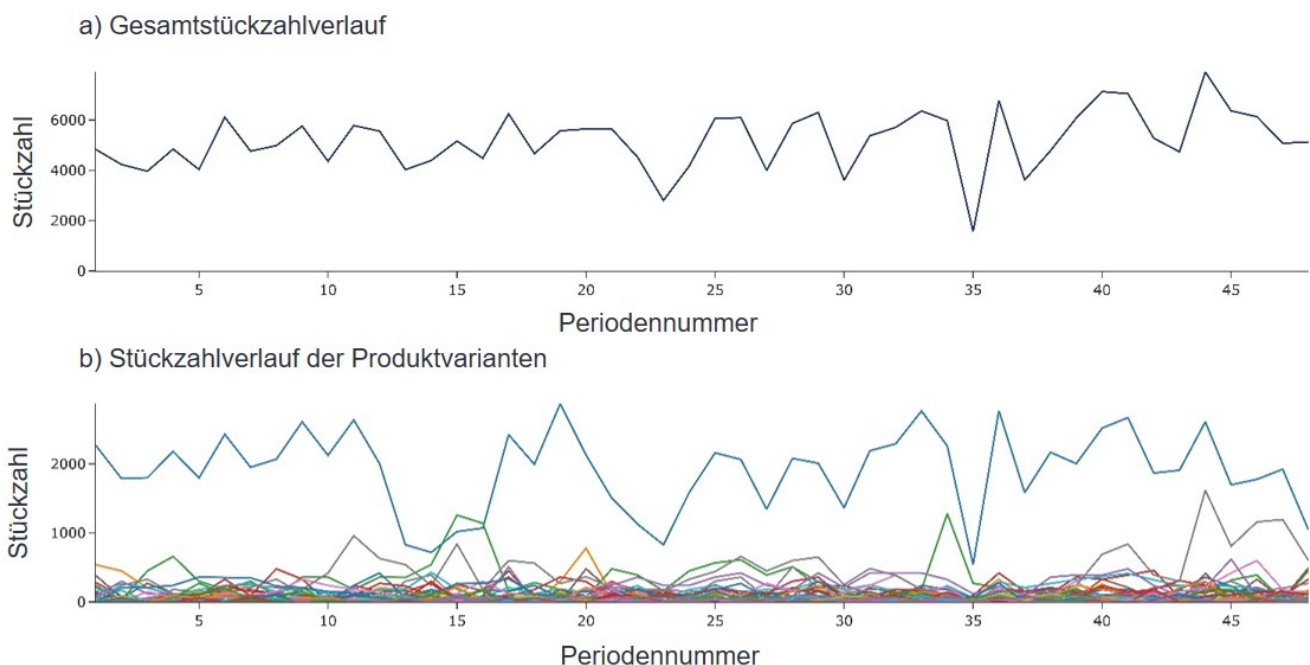 a) Gesamtstückzahlverlauf
Stückzahl
6000
4000
2000
0
5 10 15 20 25 30 35 40 45
Periodennummer
b) Stückzahlverlauf der Produktvarianten
Stückzahl
2000
1000
0
5 10 15 20 25 30 35 40 45
Periodennummer